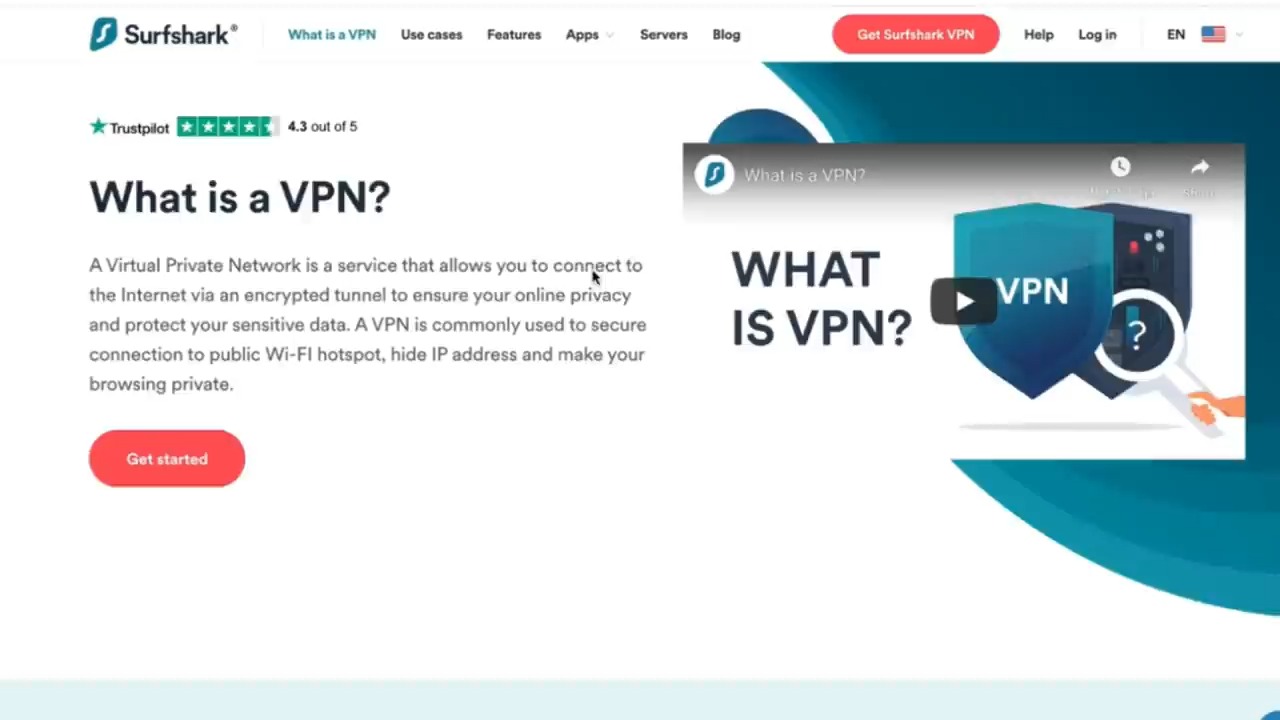 Surfshark®
What is a VPN
Use cases
Features
Apps
Servers
Blog
Get Surfshark VPN
Help
Log in
EN
Trustpilot
4.3 out of 5
What is a VPN?
A Virtual Private Network is a service that allows you to connect to
the Internet via an encrypted tunnel to ensure your online privacy
and protect your sensitive data. A VPN is commonly used to secure
connection to public Wi-FI hotspot, hide IP address and make your
browsing private.
Get started
What is a VPN?
WHAT
IS VPN?
VPN
?